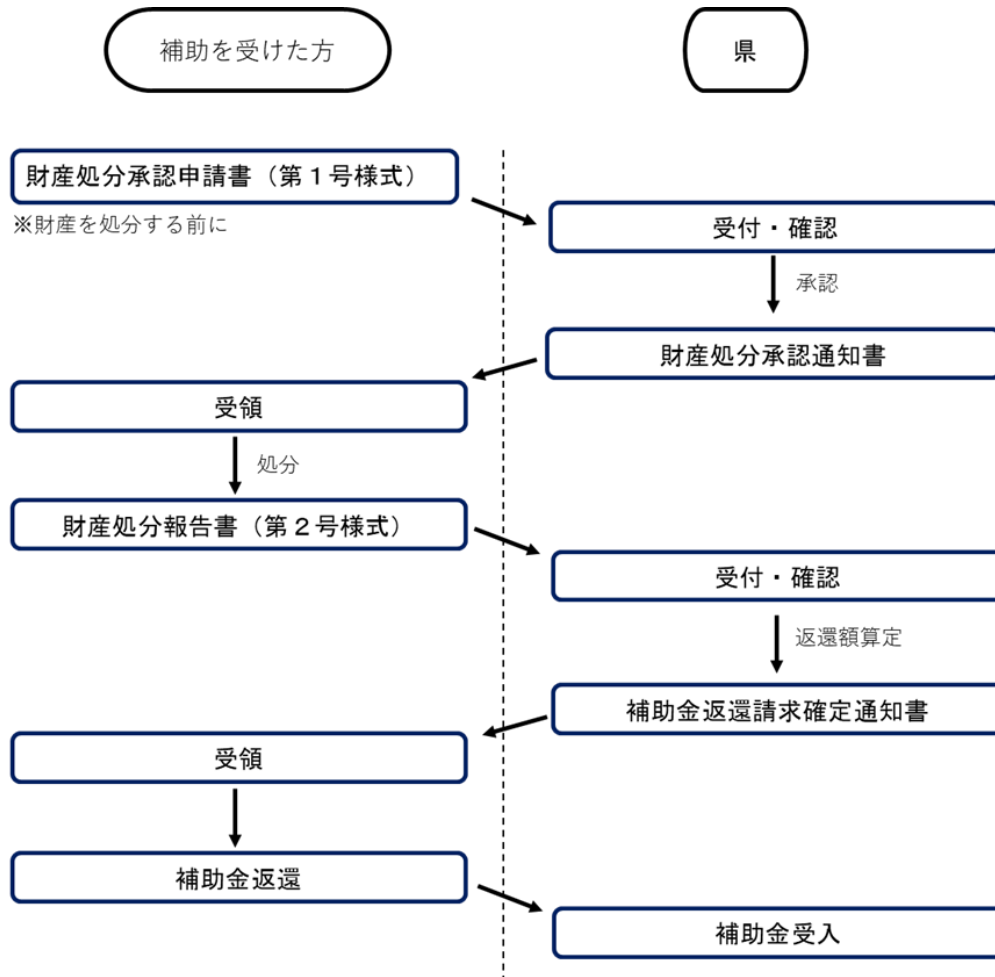 補助を受けた方
県
財産処分承認申請書（第１号様式）
※財産を処分する前に
受付・確認
承認
財産処分承認通知書
受領
処分
財産処分報告書（第２号様式）
受付・確認
返還額算定
補助金返還請求確定通知書
受領
補助金返還
補助金受入